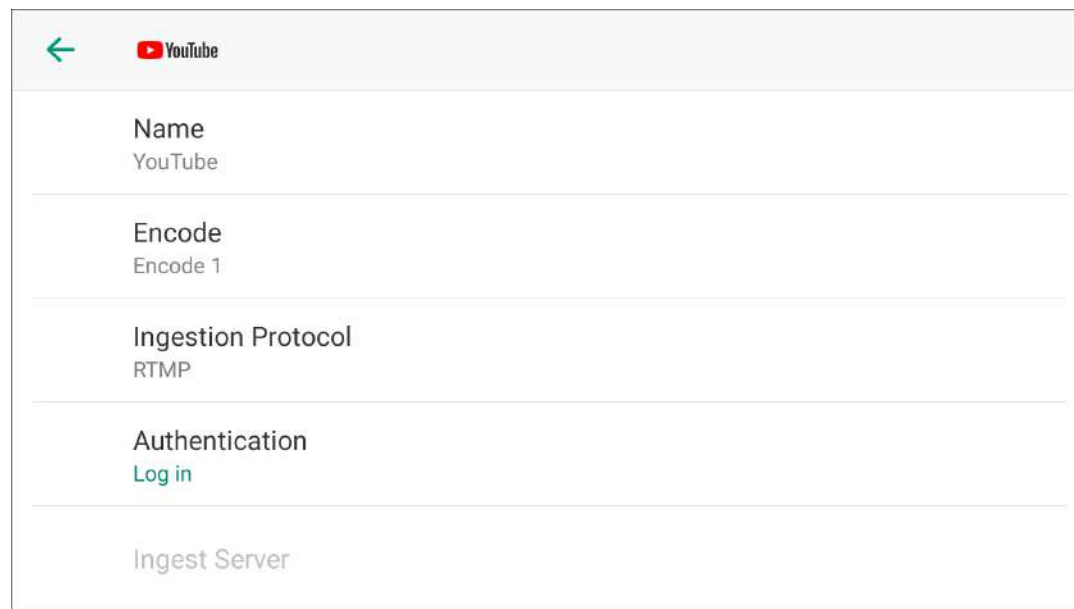 YouTube
Name
YouTube
Encode
Encode 1
Ingestion Protocol
RTMP
Authentication
Log in
Ingest Server